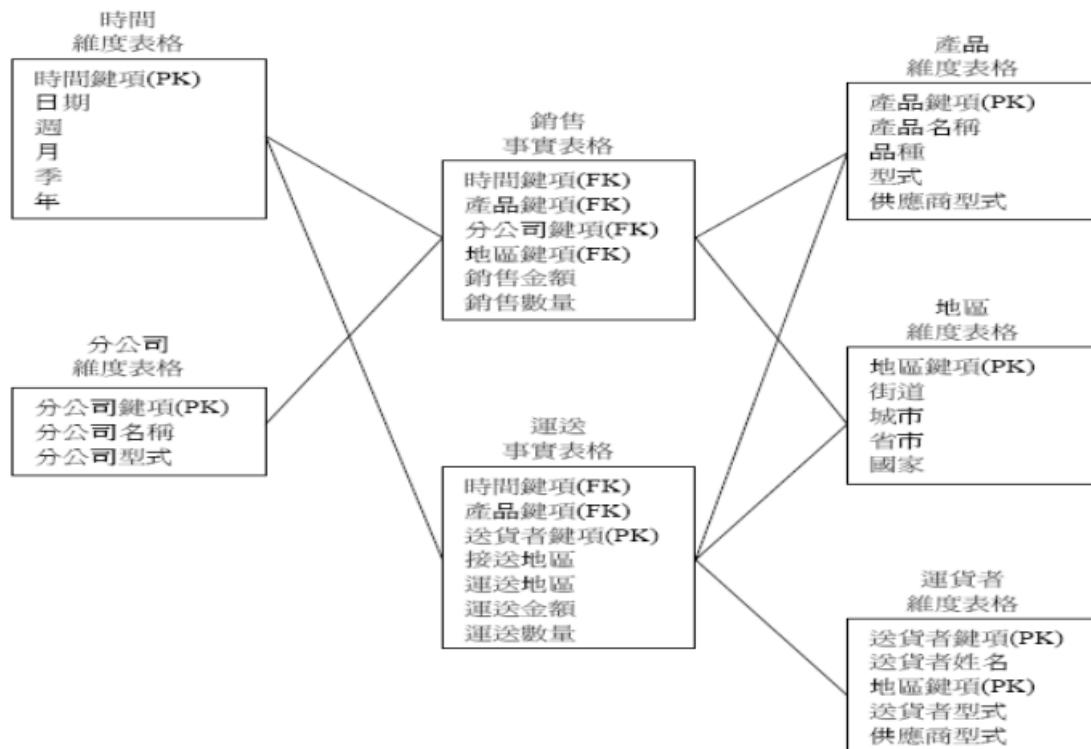 時間
維度表格
時間鍵項(PK)
日期
週
月
季
年
分公司
維度表格
分公司鍵項(PK)
分公司名稱
分公司型式
銷售
事實表格
時間鍵項(FK)
產品鍵項(FK)
分公司鍵項(FK)
地區鍵項(FK)
銷售金額
銷售數量
運送
事實表格
時間鍵項(FK)
產品鍵項(FK)
送貨者鍵項(PK)
接送地區
運送地區
運送金額
運送數量
產品
維度表格
產品鍵項(PK)
產品名稱
品種
型式
供應商型式
地區
維度表格
地區鍵項(PK)
街道
城市
省市
國家
運貨者
維度表格
送貨者鍵項(PK)
送貨者姓名
地區鍵項(PK)
送貨者型式
供應商型式